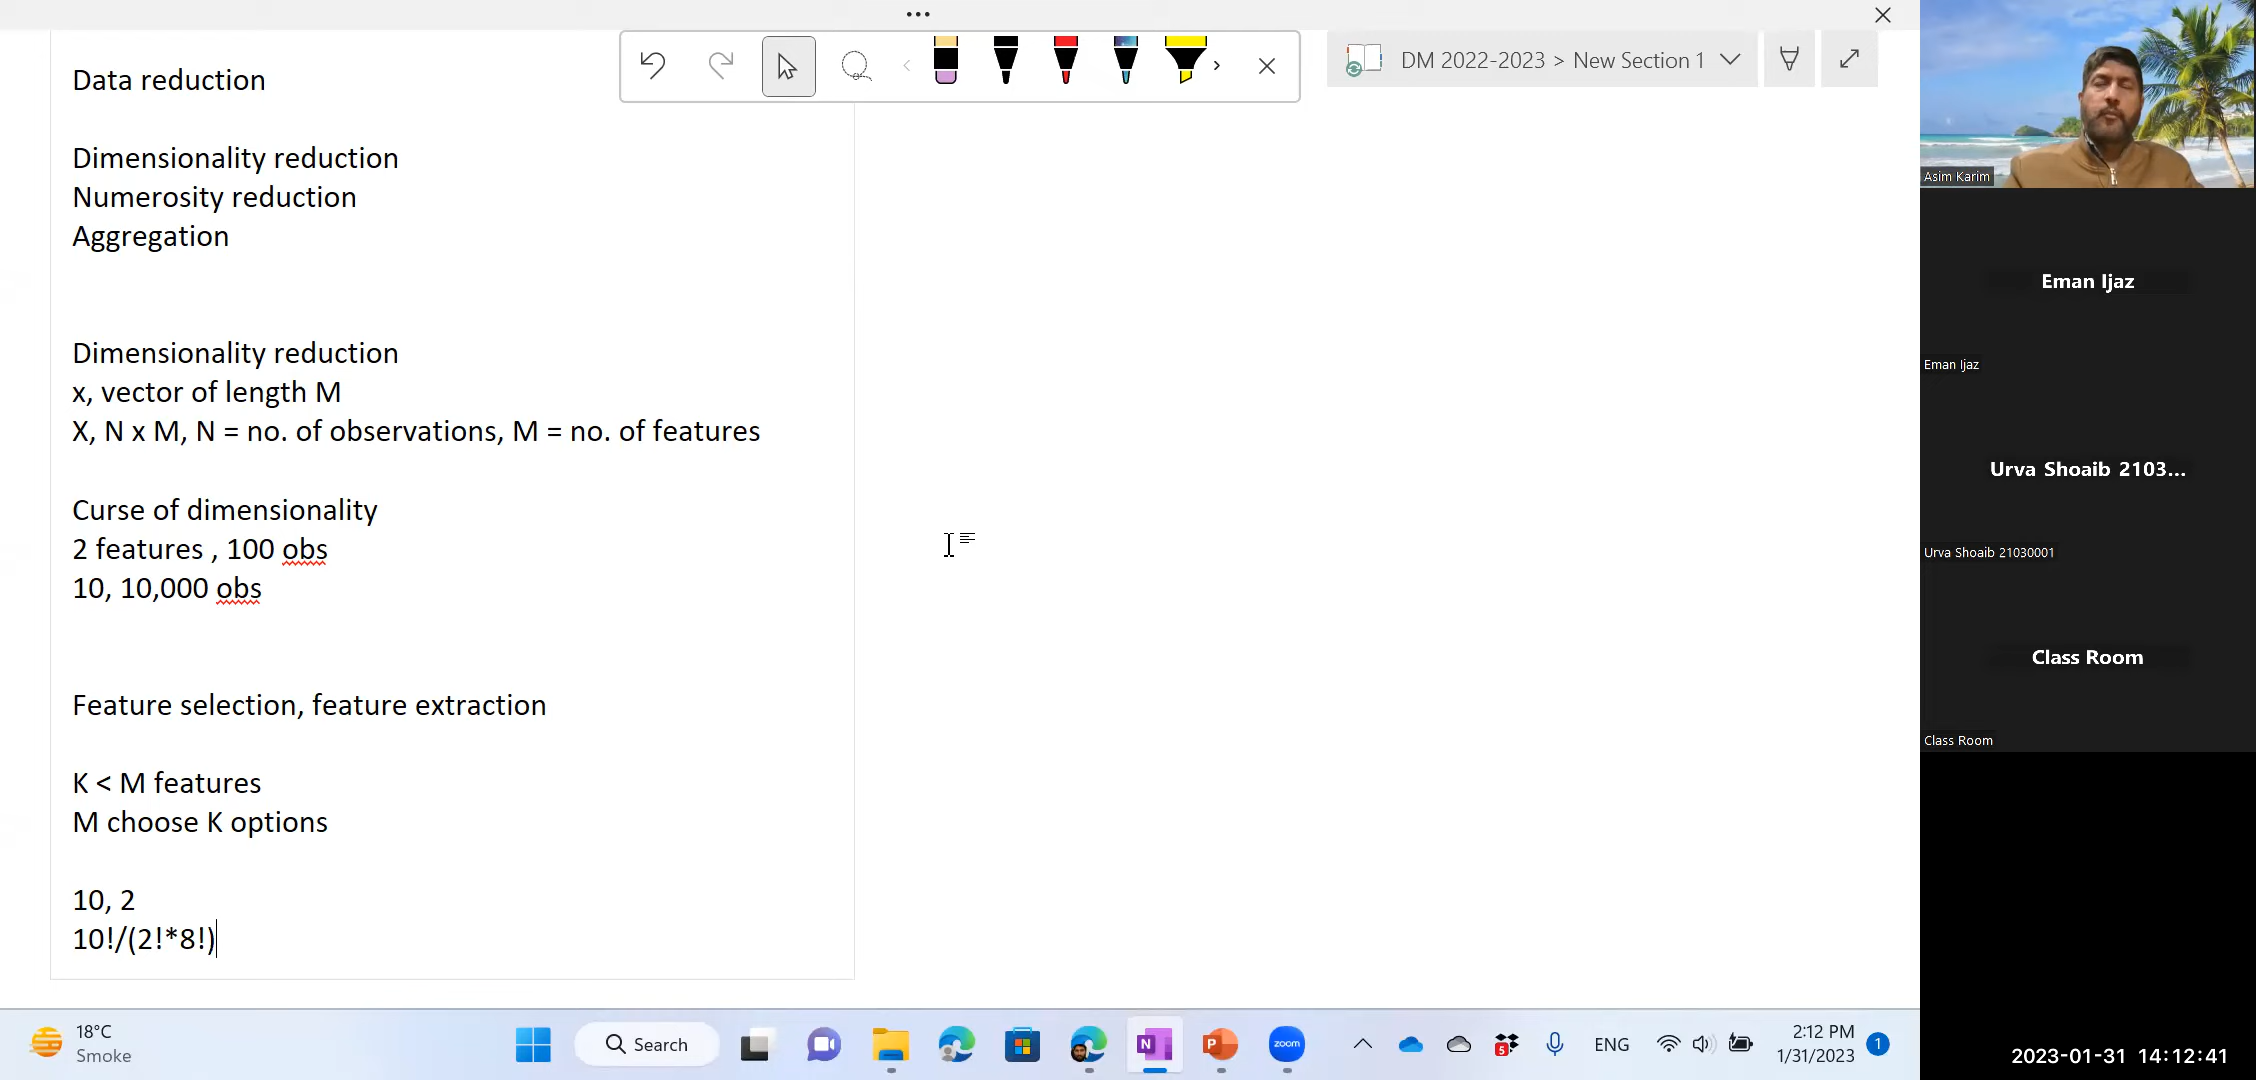 Data reduction
Dimensionality reduction
Numerosity reduction
Aggregation
Dimensionality reduction
x, vector of length M
X, N x M, N = no. of observations, M = no. of features
Curse of dimensionality
2 features , 100 obs
10, 10,000 obs
Feature selection, feature extraction
K < M features
M choose K options
10, 2
10!/(2!*8!)
DM 2022-2023 > New Section 1
Asim Karim
Eman Ijaz
Eman Ijaz
Urva Shoaib 2103...
Urva Shoaib 21030001
Class Room
Class Room
18°C
Smoke
Search
N
P
zoom
5
ENG
2:12 PM
1/31/2023
1
2023-01-31 14:12:41